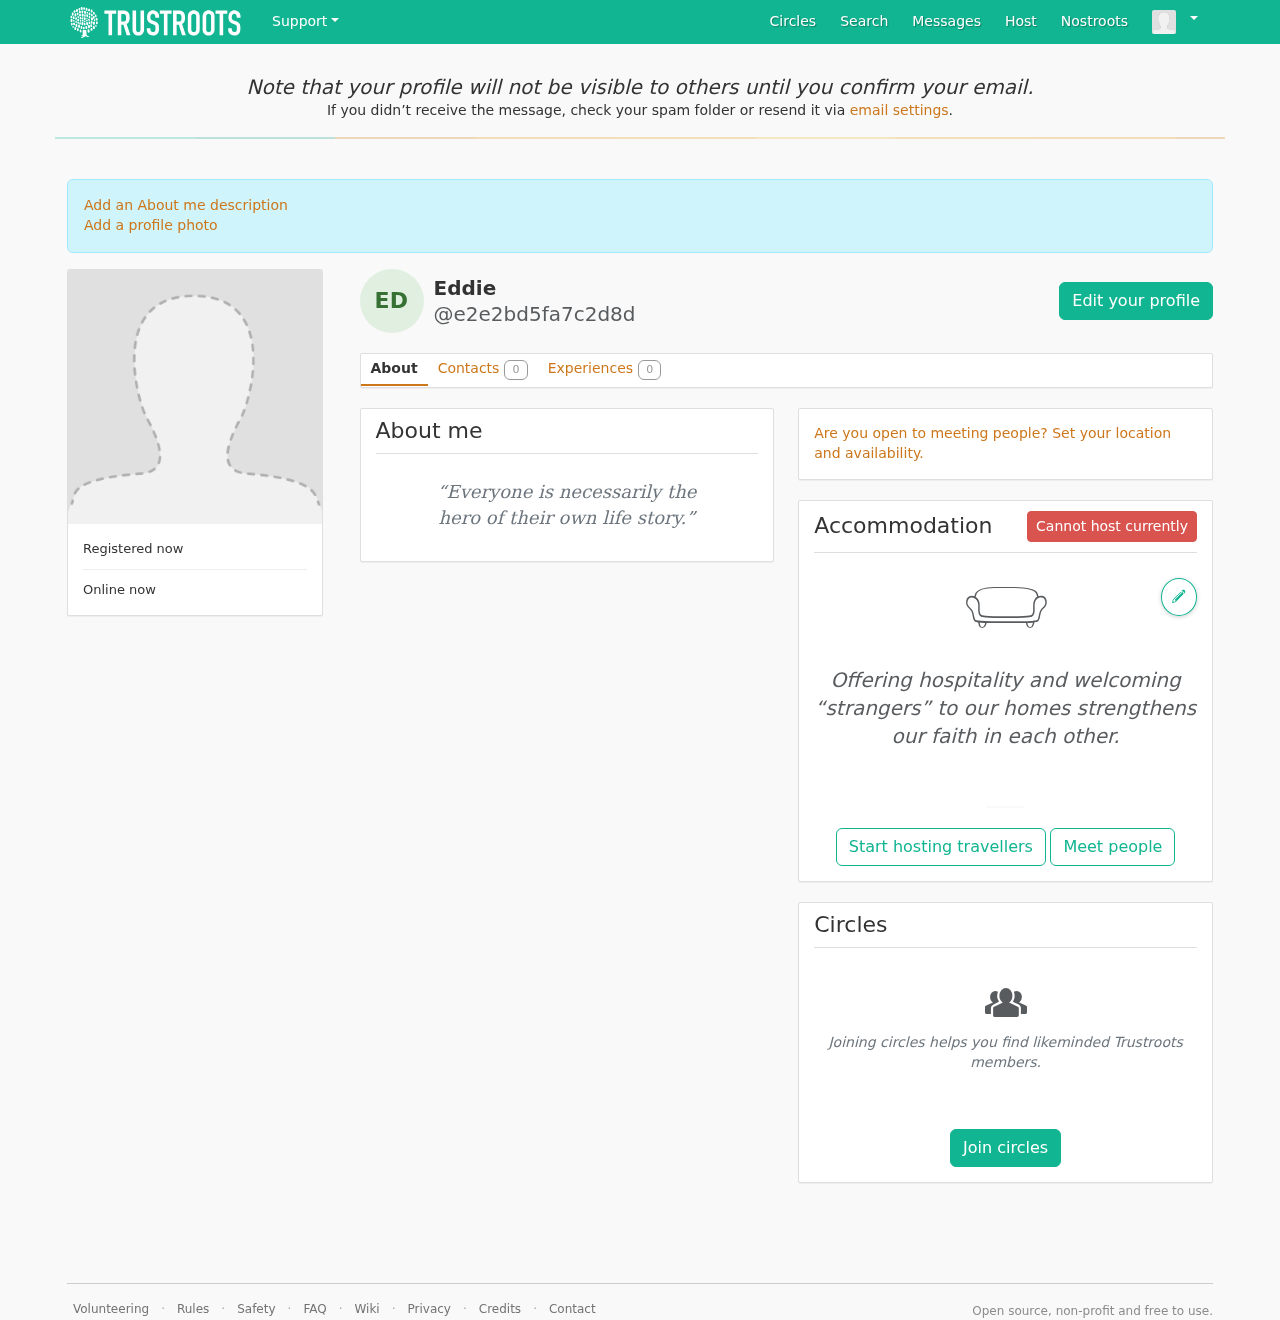 TRUSTROOTS
Support
Circles
Search
Messages
Host
Nostroots
Note that your profile will not be visible to others until you confirm your email.
If you didn’t receive the message, check your spam folder or resend it via email settings.
Add an About me description
Add a profile photo
ED
Eddie
@e2e2bd5fa7c2d8d
Edit your profile
About
Contacts 0
Experiences 0
Registered now
Online now
About me
“Everyone is necessarily the
hero of their own life story.”
Are you open to meeting people? Set your location
and availability.
Accommodation
Cannot host currently
Offering hospitality and welcoming
“strangers” to our homes strengthens
our faith in each other.
Start hosting travellers
Meet people
Circles
Joining circles helps you find likeminded Trustroots
members.
Join circles
Volunteering · Rules · Safety · FAQ · Wiki · Privacy · Credits · Contact
Open source, non-profit and free to use.